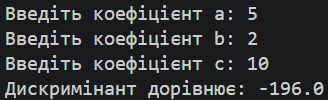 Введіть коефіцієнт a: 5
Введіть коефіцієнт b: 2
Введіть коефіцієнт c: 10
Дискримінант дорівнює: -196.0